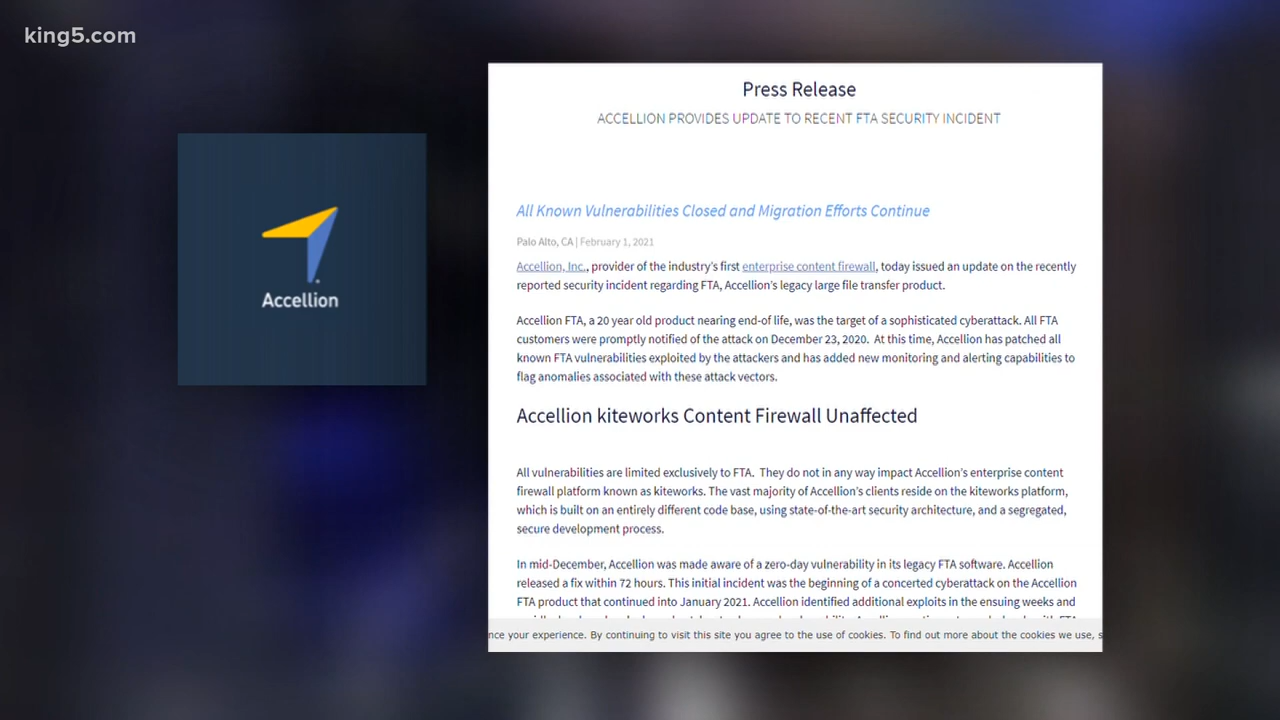 king5.com
Accellion
Press Release
ACCELLION PROVIDES UPDATE TO RECENT FTA SECURITY INCIDENT
All Known Vulnerabilities Closed and Migration Efforts Continue
Palo Alto, CA | February 1, 2021
Accellion, Inc., provider of the industry's first enterprise content firewall, today issued an update on the recently
reported security incident regarding FTA, Accellion's legacy large file transfer product.
Accellion FTA, a 20 year old product nearing end-of life, was the target of a sophisticated cyberattack. All FTA
customers were promptly notified of the attack on December 23, 2020. At this time, Accellion has patched all
known FTA vulnerabilities exploited by the attackers and has added new monitoring and alerting capabilities to
flag anomalies associated with these attack vectors.
Accellion kiteworks Content Firewall Unaffected
All vulnerabilities are limited exclusively to FTA. They do not in any way impact Accellion's enterprise content
firewall platform known as kiteworks. The vast majority of Accellion's clients reside on the kiteworks platform,
which is built on an entirely different code base, using state-of-the-art security architecture, and a segregated,
secure development process.
In mid-December, Accellion was made aware of a zero-day vulnerability in its legacy FTA software. Accellion
released a fix within 72 hours. This initial incident was the beginning of a concerted cyberattack on the Accellion
FTA product that continued into January 2021. Accellion identified additional exploits in the ensuing weeks and
nce your experience. By continuing to visit this site you agree to the use of cookies. To find out more about the cookies we use, s